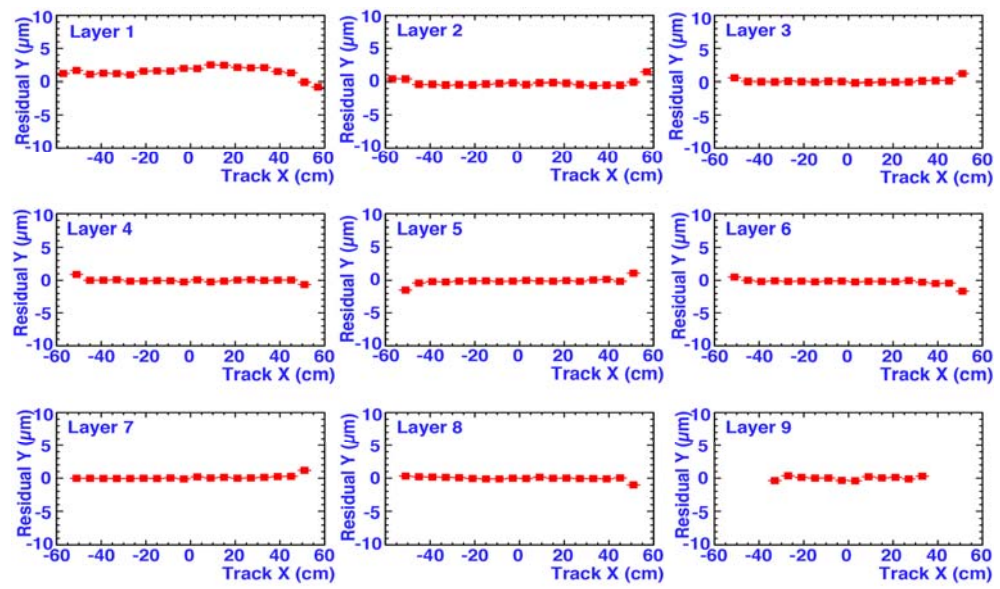 Layer 1
Residual Y (μm)
10
5
0
-5
-10
-40 -20 0 20 40 60
Track X (cm)
Layer 2
Residual Y (μm)
10
5
0
-5
-10
-60 -40 -20 0 20 40 60
Track X (cm)
Layer 3
Residual Y (μm)
10
5
0
-5
-10
-60 -40 -20 0 20 40 60
Track X (cm)
Layer 4
Residual Y (μm)
10
5
0
-5
-10
-60 -40 -20 0 20 40 60
Track X (cm)
Layer 5
Residual Y (μm)
10
5
0
-5
-10
-60 -40 -20 0 20 40 60
Track X (cm)
Layer 6
Residual Y (μm)
10
5
0
-5
-10
-60 -40 -20 0 20 40 60
Track X (cm)
Layer 7
Residual Y (μm)
10
5
0
-5
-10
-60 -40 -20 0 20 40 60
Track X (cm)
Layer 8
Residual Y (μm)
10
5
0
-5
-10
-60 -40 -20 0 20 40 60
Track X (cm)
Layer 9
Residual Y (μm)
10
5
0
-5
-10
-60 -40 -20 0 20 40 60
Track X (cm)